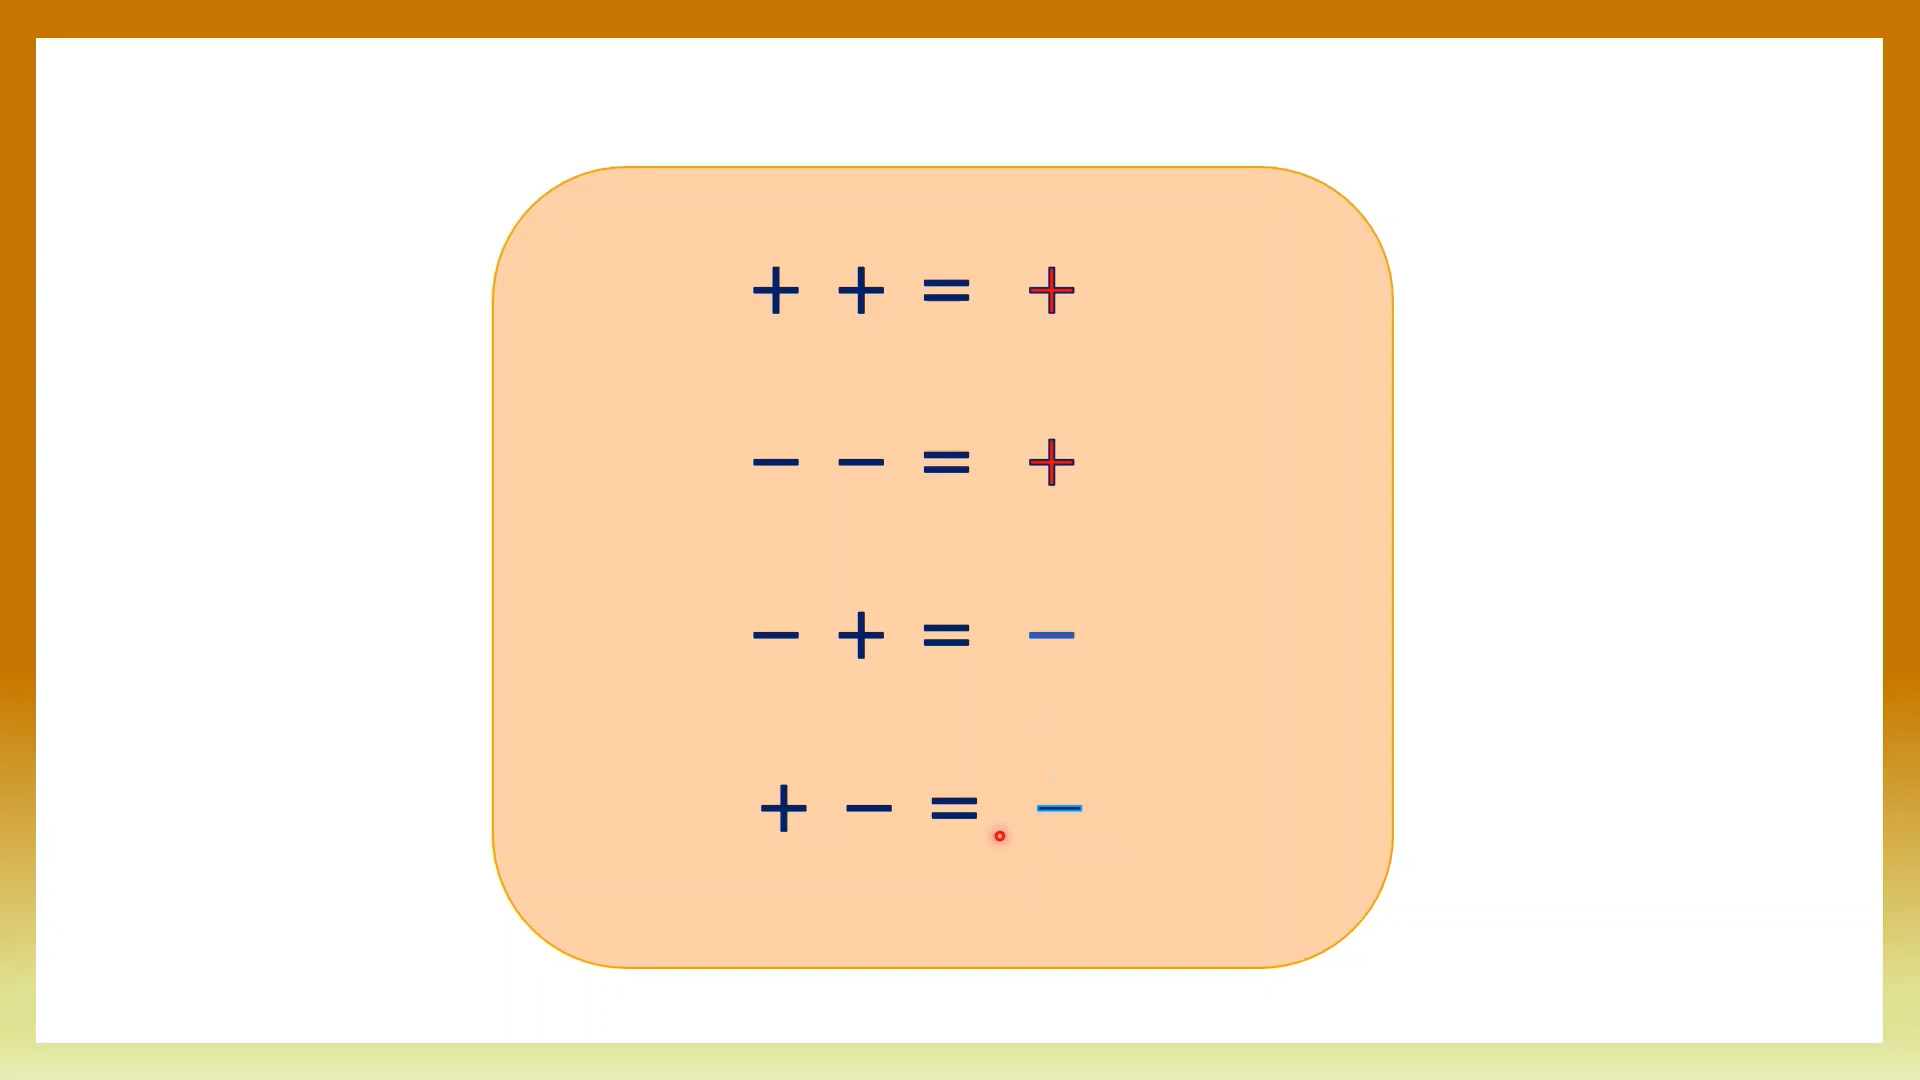 + + = +
− − = +
− + = −
+ − = −